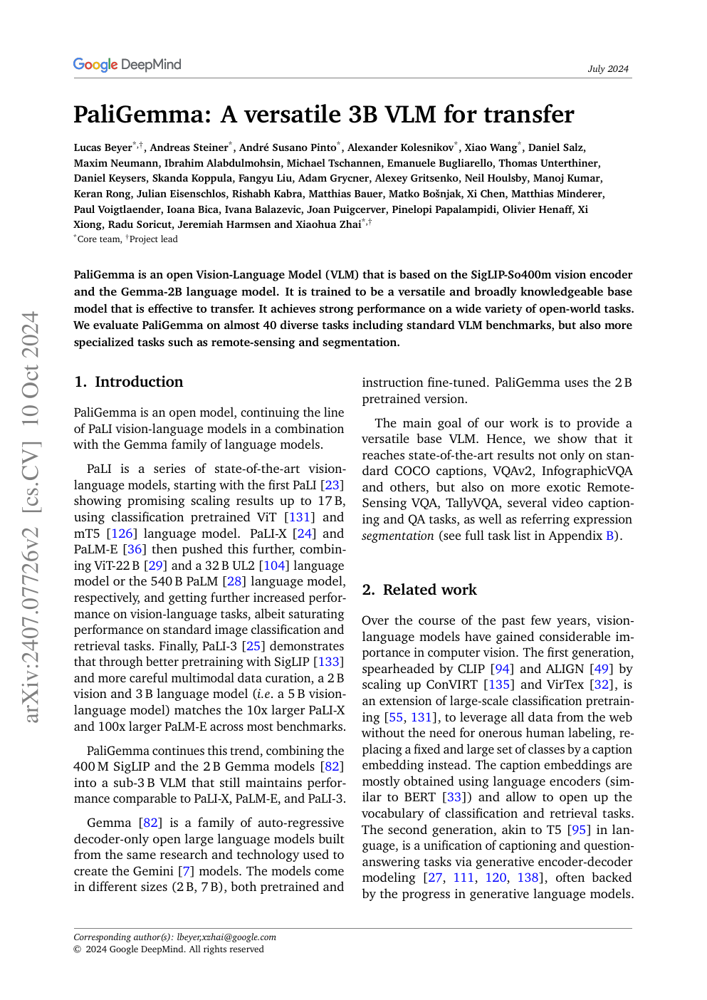 Google DeepMind
July 2024
PaliGemma: A versatile 3B VLM for transfer
Lucas Beyer*,†, Andreas Steiner*, André Susano Pinto*, Alexander Kolesnikov*, Xiao Wang*, Daniel Salz,
Maxim Neumann, Ibrahim Alabdulmohsin, Michael Tschannen, Emanuele Bugliarello, Thomas Unterthiner,
Daniel Keysers, Skanda Koppula, Fangyu Liu, Adam Grycner, Alexey Gritsenko, Neil Houlsby, Manoj Kumar,
Keran Rong, Julian Eisenschlos, Rishabh Kabra, Matthias Bauer, Matko Bošnjak, Xi Chen, Matthias Minderer,
Paul Voigtlaender, Ioana Bica, Ivana Balazevic, Joan Puigcerver, Pinelopi Papalampidi, Olivier Henaff, Xi
Xiong, Radu Soricut, Jeremiah Harmsen and Xiaohua Zhai*,†
*Core team, †Project lead
PaliGemma is an open Vision-Language Model (VLM) that is based on the SigLIP-So400m vision encoder
and the Gemma-2B language model. It is trained to be a versatile and broadly knowledgeable base
model that is effective to transfer. It achieves strong performance on a wide variety of open-world tasks.
We evaluate PaliGemma on almost 40 diverse tasks including standard VLM benchmarks, but also more
specialized tasks such as remote-sensing and segmentation.
1. Introduction
PaliGemma is an open model, continuing the line
of PaLI vision-language models in a combination
with the Gemma family of language models.
PaLI is a series of state-of-the-art vision-
language models, starting with the first PaLI [23]
showing promising scaling results up to 17 B,
using classification pretrained ViT [131] and
mT5 [126] language model. PaLI-X [24] and
PaLM-E [36] then pushed this further, combin-
ing ViT-22 B [29] and a 32 B UL2 [104] language
model or the 540 B PaLM [28] language model,
respectively, and getting further increased perfor-
mance on vision-language tasks, albeit saturating
performance on standard image classification and
retrieval tasks. Finally, PaLI-3 [25] demonstrates
that through better pretraining with SigLIP [133]
and more careful multimodal data curation, a 2 B
vision and 3 B language model (i.e. a 5 B vision-
language model) matches the 10x larger PaLI-X
and 100x larger PaLM-E across most benchmarks.
PaliGemma continues this trend, combining the
400 M SigLIP and the 2 B Gemma models [82]
into a sub-3 B VLM that still maintains perfor-
mance comparable to PaLI-X, PaLM-E, and PaLI-3.
Gemma [82] is a family of auto-regressive
decoder-only open large language models built
from the same research and technology used to
create the Gemini [7] models. The models come
in different sizes (2 B, 7 B), both pretrained and
instruction fine-tuned. PaliGemma uses the 2 B
pretrained version.
The main goal of our work is to provide a
versatile base VLM. Hence, we show that it
reaches state-of-the-art results not only on stan-
dard COCO captions, VQAv2, InfographicVQA
and others, but also on more exotic Remote-
Sensing VQA, TallyVQA, several video caption-
ing and QA tasks, as well as referring expression
segmentation (see full task list in Appendix B).
2. Related work
Over the course of the past few years, vision-
language models have gained considerable im-
portance in computer vision. The first generation,
spearheaded by CLIP [94] and ALIGN [49] by
scaling up ConVIRT [135] and VirTex [32], is
an extension of large-scale classification pretrain-
ing [55, 131], to leverage all data from the web
without the need for onerous human labeling, re-
placing a fixed and large set of classes by a caption
embedding instead. The caption embeddings are
mostly obtained using language encoders (sim-
ilar to BERT [33]) and allow to open up the
vocabulary of classification and retrieval tasks.
The second generation, akin to T5 [95] in lan-
guage, is a unification of captioning and question-
answering tasks via generative encoder-decoder
modeling [27, 111, 120, 138], often backed
by the progress in generative language models.
Corresponding author(s): lbeyer,xzhai@google.com
© 2024 Google DeepMind. All rights reserved
arXiv:2407.07726v2 [cs.CV] 10 Oct 2024